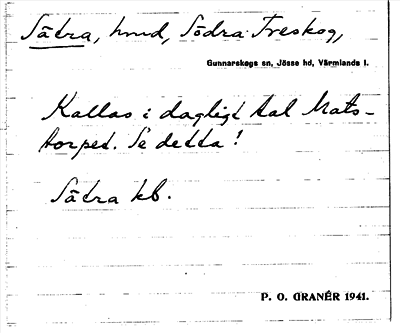 Sätra, hmd, Södra Treskog,
Gunnarskogs sn, Jösse hd, Värmlands l.
Kallas i dagligt tal Mats-
torpet. Se detta!
Sätra kb.
P. O. GRANÉR 1941.